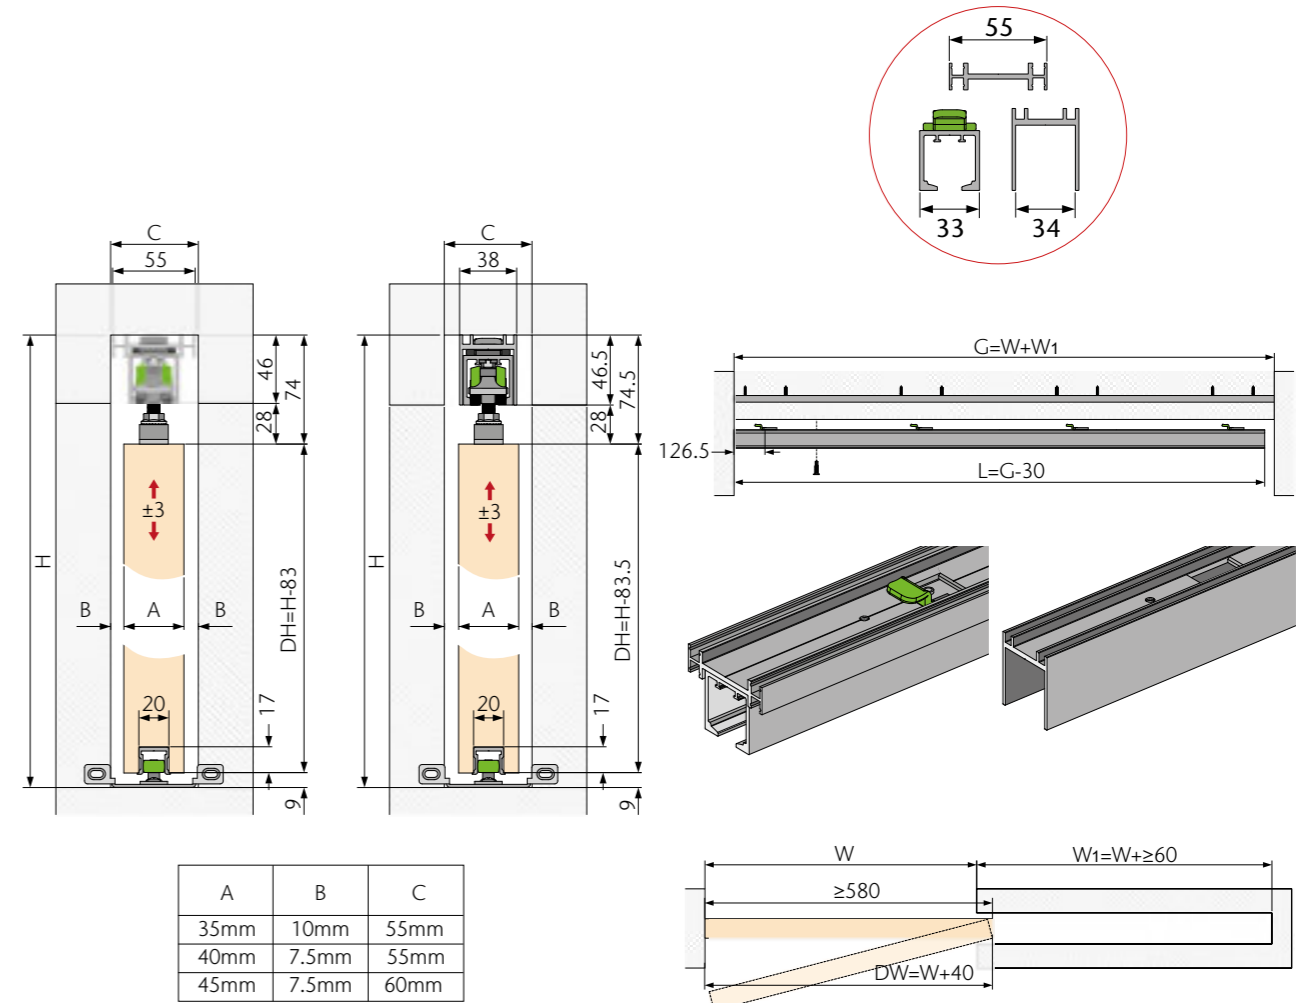 55
33
34
C
55
46
74
28
H
±3
DH=H-83
B
A
B
20
17
9
C
38
46.5
74.5
28
H
±3
DH=H-83.5
B
A
B
20
17
9
G=W+W1
126.5
L=G-30
A B C
35mm 10mm 55mm
40mm 7.5mm 55mm
45mm 7.5mm 60mm
W
W1=W+≥60
≥580
DW=W+40